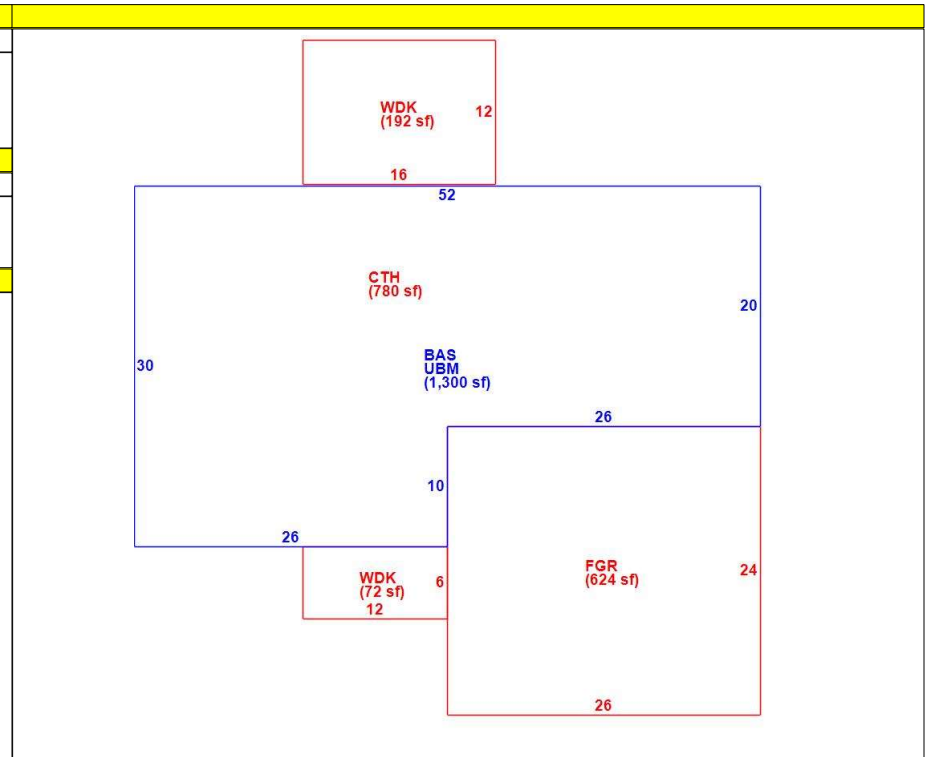 WDK
(192 sf)
12
16
52
CTH
(780 sf)
20
BAS
UBM
(1,300 sf)
30
26
10
26
WDK
(72 sf)
12
6
FGR
(624 sf)
24
26